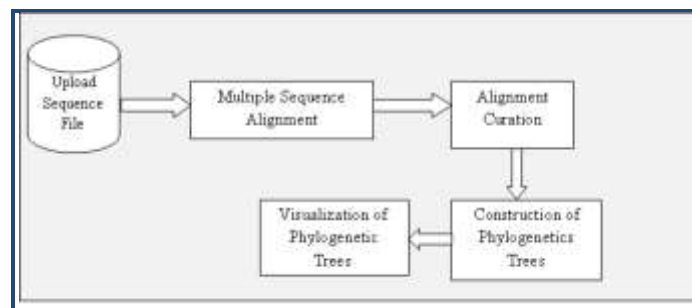 Upload
Sequence
File
Multiple Sequence
Alignment
Alignment
Curation
Construction of
Phylogenetics
Trees
Visualization of
Phylogenetic
Trees